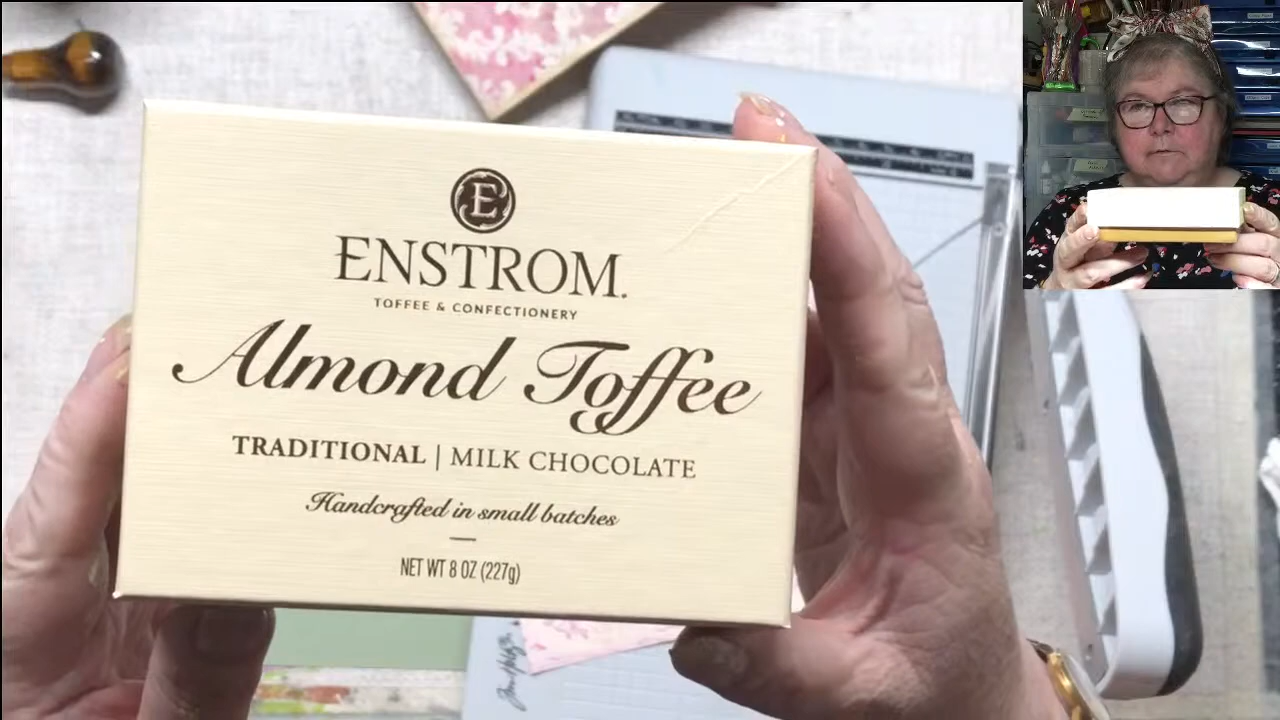 E
ENSTROM.
TOFFEE & CONFECTIONERY
Almond Toffee
TRADITIONAL | MILK CHOCOLATE
Handcrafted in small batches
NET WT 8 OZ (227g)